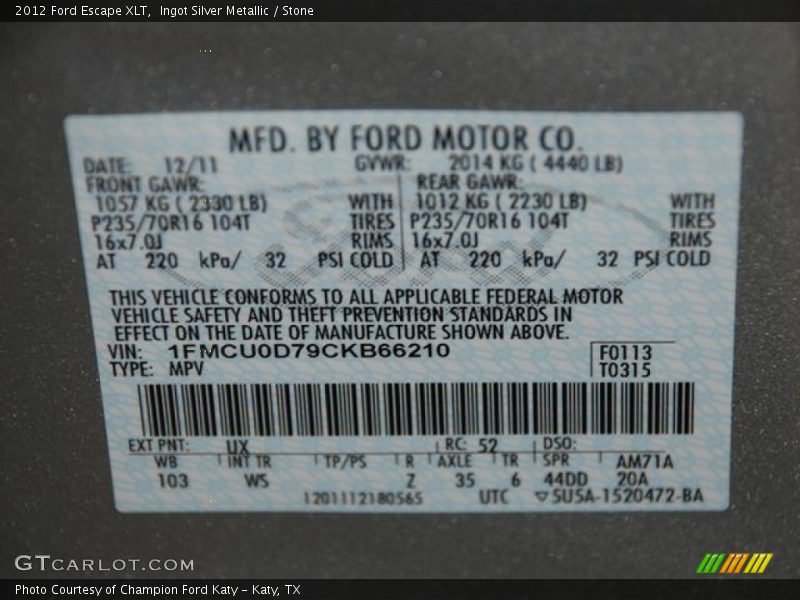 2012 Ford Escape XLT, Ingot Silver Metallic / Stone
MFD. BY FORD MOTOR CO.
DATE: 12/11 GVWR: 2014 KG ( 4440 LB)
FRONT GAWR: REAR GAWR:
1057 KG ( 2330 LB) WITH 1012 KG ( 2230 LB) WITH
P235/70R16 104T TIRES P235/70R16 104T TIRES
16x7.0J RIMS 16x7.0J RIMS
AT 220 kPa/ 32 PSI COLD AT 220 kPa/ 32 PSI COLD
THIS VEHICLE CONFORMS TO ALL APPLICABLE FEDERAL MOTOR
VEHICLE SAFETY AND THEFT PREVENTION STANDARDS IN
EFFECT ON THE DATE OF MANUFACTURE SHOWN ABOVE.
VIN: 1FMCU0D79CKB66210 F0113
TYPE: MPV T0315
EXT PNT: UX RC: 52 DSO:
WB INT TR TP/PS R AXLE TR SPR AM71A
103 WS Z 35 6 44DD 20A
1201112180565 UTC ▽SU5A-1520472-BA
GTCARLOT.COM
Photo Courtesy of Champion Ford Katy – Katy, TX